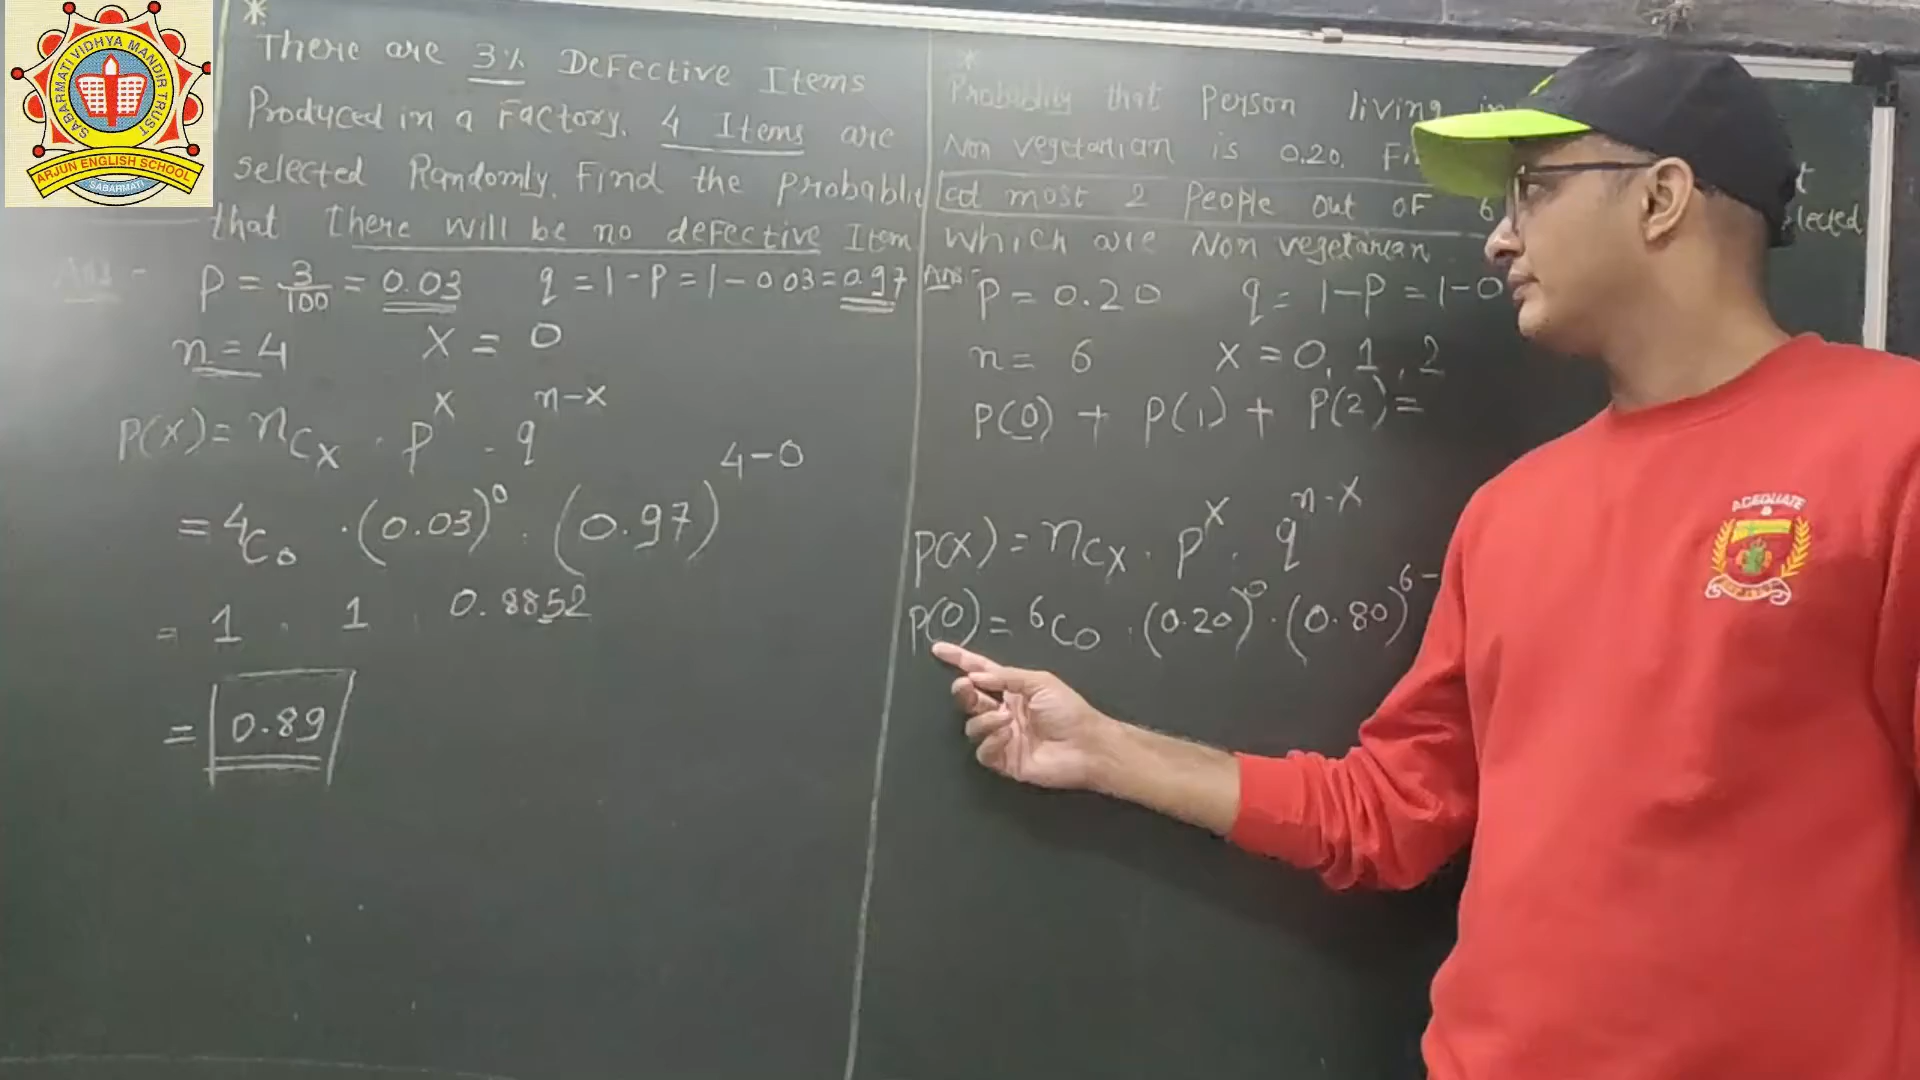 SABARMATI VIDHYA MANDIR TRUST
ARJUN ENGLISH SCHOOL
SABARMATI
*
There are 3% Defective Items
Produced in a Factory. 4 Items are
selected Randomly. Find the Probabli
that there will be no defective Item
Ans -
P = 3/100 = 0.03 q = 1-P = 1-0.03 = 0.97
n = 4 X = 0
P(X) = nCx . p^x . q^n-x
= 4C0 . (0.03)^0 . (0.97)^4-0
= 1 . 1 . 0.8852
= 0.89
*
Probability that Person living in
Non vegetarian is 0.20.
at most 2 People out of 6 selected
which are Non vegetarian
Ans:- P = 0.20 q = 1-P = 1-0
n = 6 X = 0, 1, 2
P(0) + P(1) + P(2) =
P(X) = nCx . p^x . q^n-x
P(0) = 6C0 . (0.20)^0 . (0.80)^6-
ACEQUATE